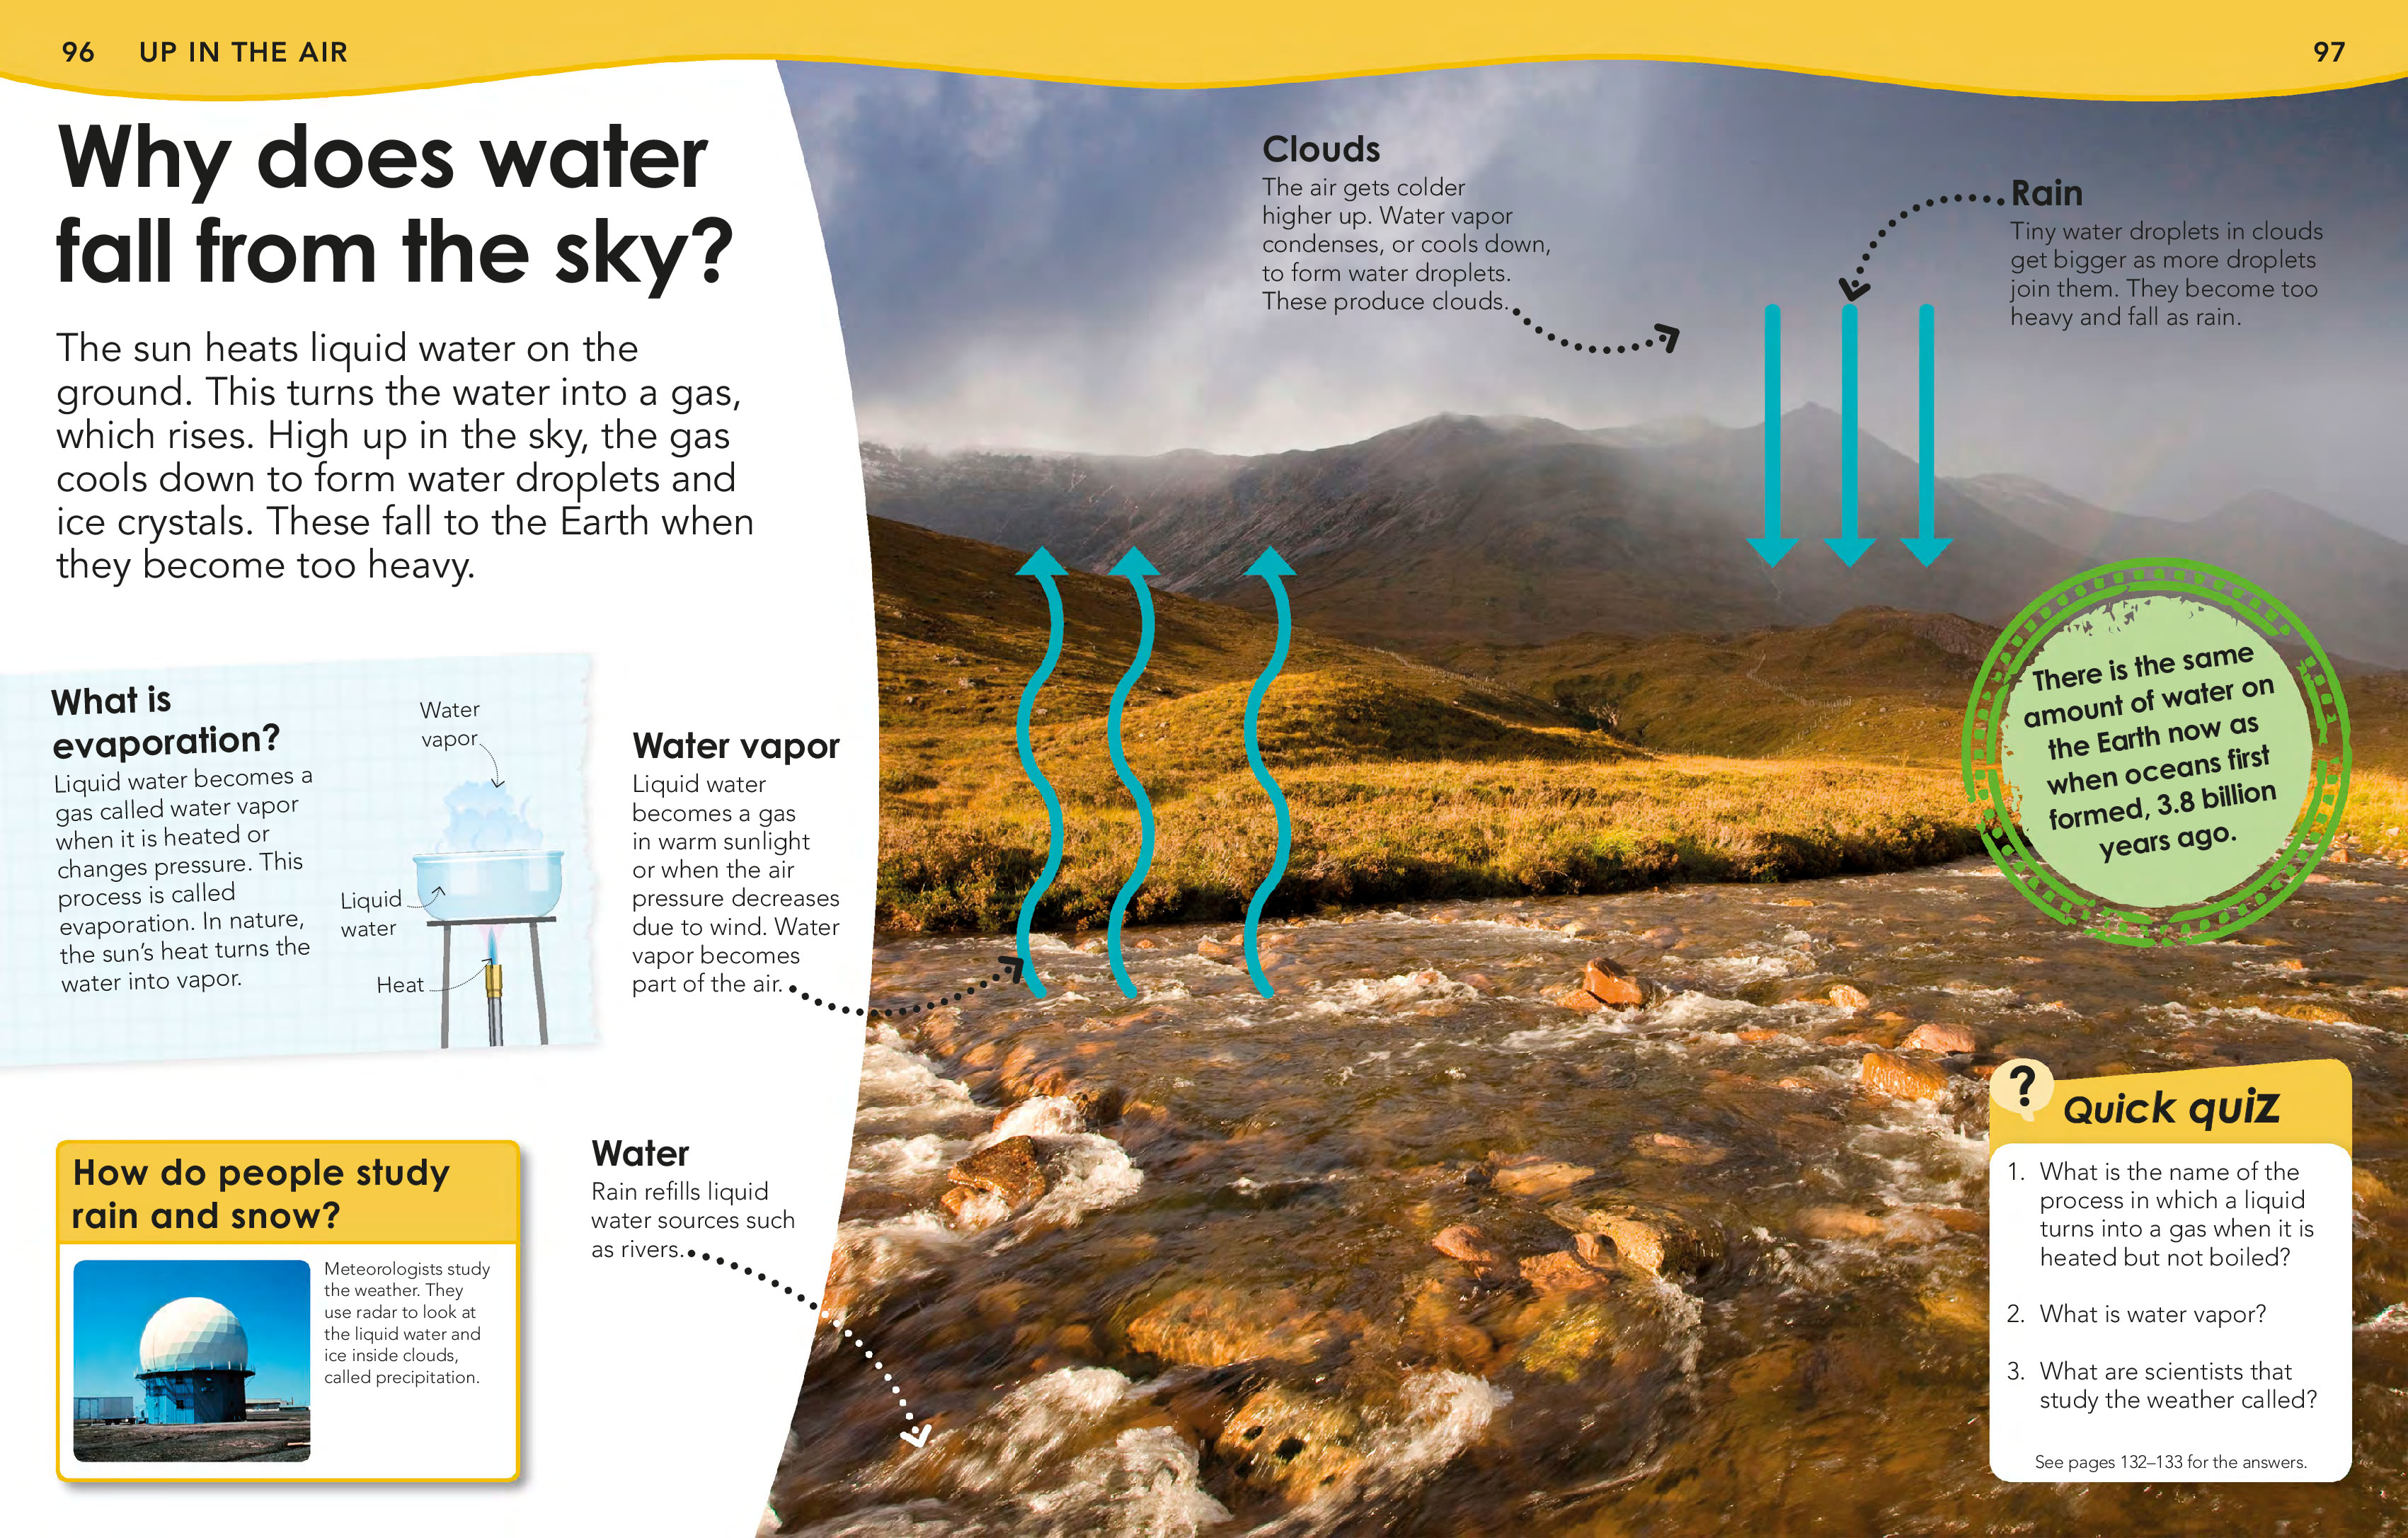 96 UP IN THE AIR
97
Why does water
fall from the sky?
The sun heats liquid water on the
ground. This turns the water into a gas,
which rises. High up in the sky, the gas
cools down to form water droplets and
ice crystals. These fall to the Earth when
they become too heavy.
What is
evaporation?
Liquid water becomes a
gas called water vapor
when it is heated or
changes pressure. This
process is called
evaporation. In nature,
the sun's heat turns the
water into vapor.
Water
vapor
Liquid
water
Heat
Water vapor
Liquid water
becomes a gas
in warm sunlight
or when the air
pressure decreases
due to wind. Water
vapor becomes
part of the air.
How do people study
rain and snow?
Meteorologists study
the weather. They
use radar to look at
the liquid water and
ice inside clouds,
called precipitation.
Water
Rain refills liquid
water sources such
as rivers.
Clouds
The air gets colder
higher up. Water vapor
condenses, or cools down,
to form water droplets.
These produce clouds.
Rain
Tiny water droplets in clouds
get bigger as more droplets
join them. They become too
heavy and fall as rain.
There is the same
amount of water on
the Earth now as
when oceans first
formed, 3.8 billion
years ago.
?
Quick quiz
1. What is the name of the
process in which a liquid
turns into a gas when it is
heated but not boiled?
2. What is water vapor?
3. What are scientists that
study the weather called?
See pages 132–133 for the answers.